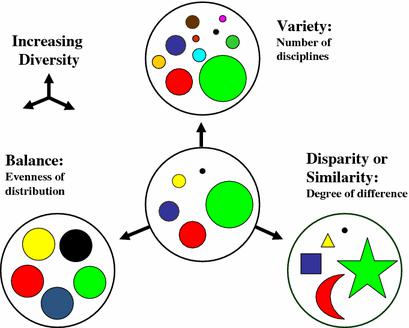 Increasing
Diversity
Variety:
Number of
disciplines
Balance:
Evenness of
distribution
Disparity or
Similarity:
Degree of difference